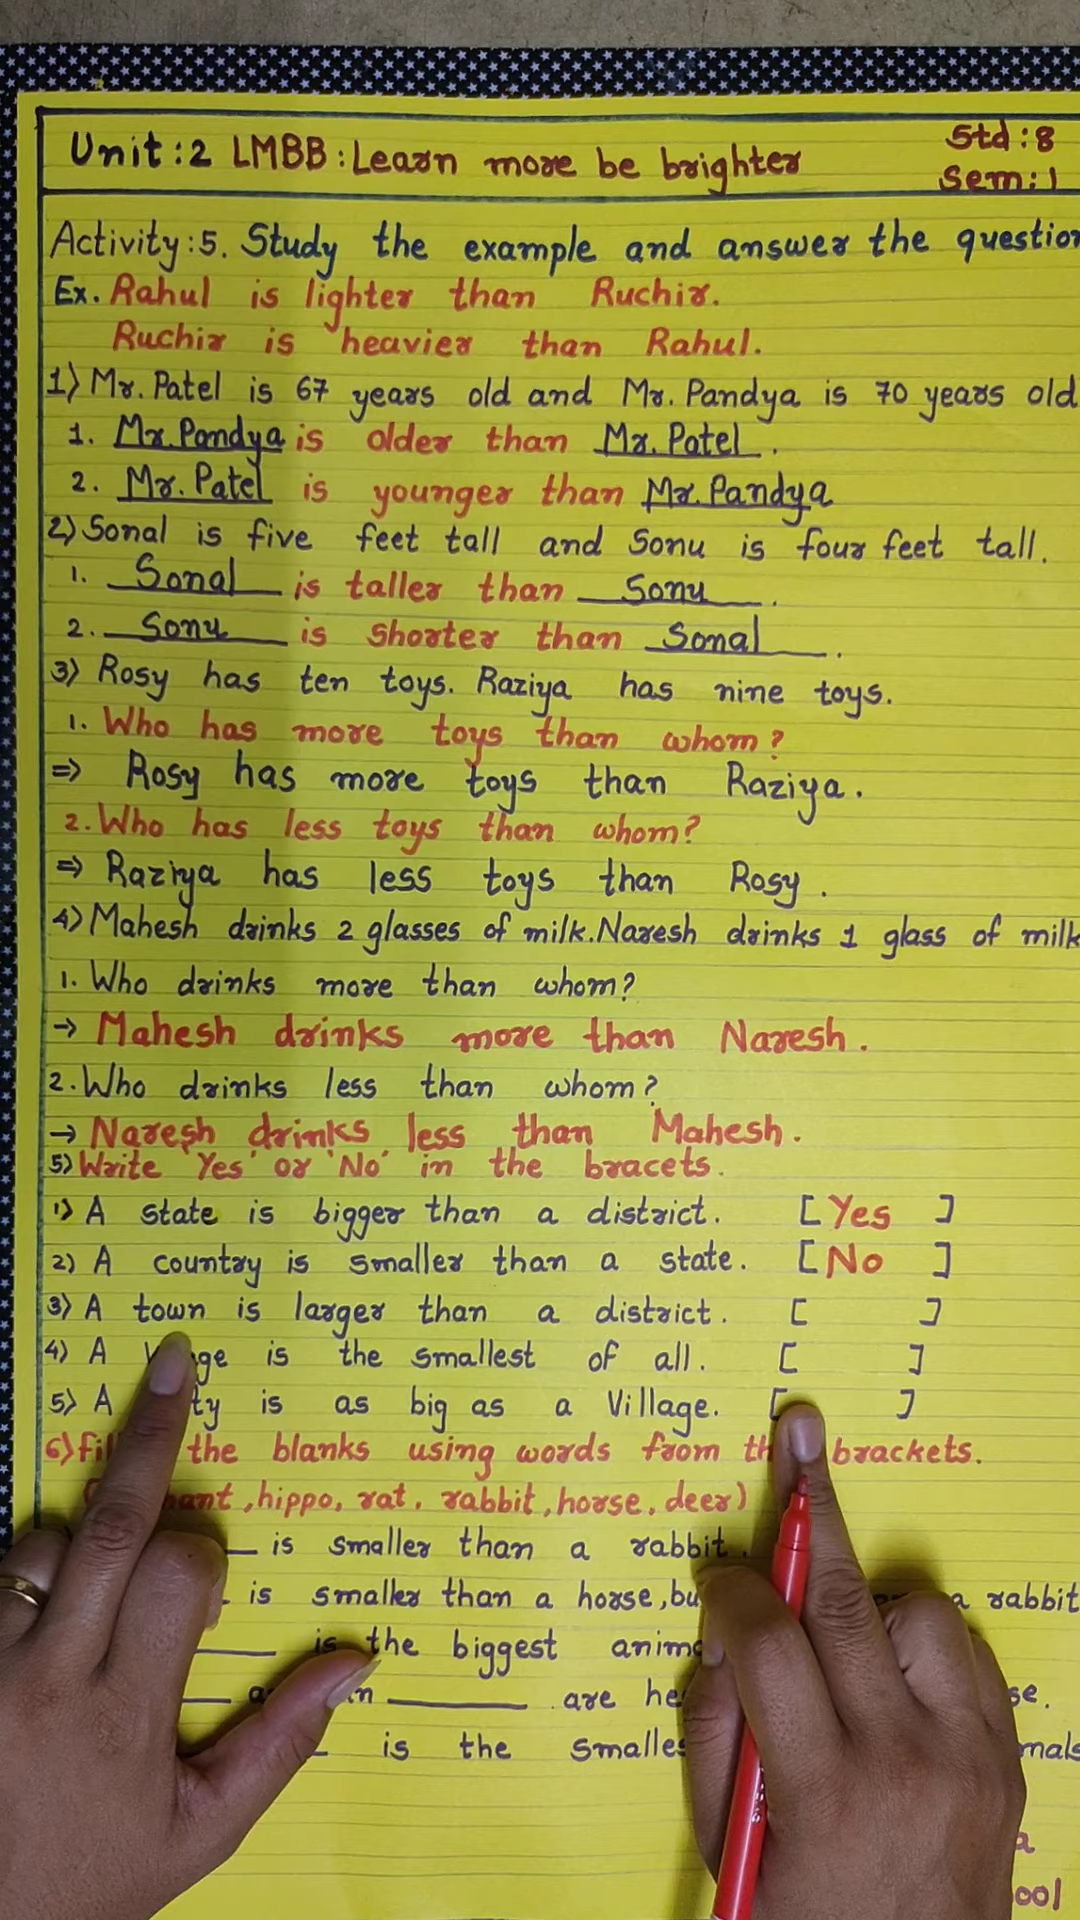 Unit:2 LMBB:Learn more be brighter
Std:8
Sem:1
Activity:5. Study the example and answer the question
Ex. Rahul is lighter than Ruchir.
Ruchir is heavier than Rahul.
1) Mr. Patel is 67 years old and Mr. Pandya is 70 years old
1. Mr. Pandya is older than Mr. Patel.
2. Mr. Patel is younger than Mr. Pandya
2) Sonal is five feet tall and Sonu is four feet tall.
1. Sonal is taller than Sonu.
2. Sonu is shorter than Sonal.
3) Rosy has ten toys. Raziya has nine toys.
1. Who has more toys than whom?
⇒ Rosy has more toys than Raziya.
2. Who has less toys than whom?
⇒ Raziya has less toys than Rosy.
4) Mahesh drinks 2 glasses of milk. Naresh drinks 1 glass of milk
1. Who drinks more than whom?
→ Mahesh drinks more than Naresh.
2. Who drinks less than whom?
→ Naresh drinks less than Mahesh.
5) Write 'Yes' or 'No' in the bracets.
1) A state is bigger than a district. [Yes ]
2) A country is smaller than a state. [No ]
3) A town is larger than a district. [ ]
4) A is the smallest of all. [ ]
5) A is as big as a Village. [ ]
6) the blanks using words from brackets.
, hippo, rat, rabbit, horse, deer)
___ is smaller than a rabbit.
is smaller than a horse, a rabbit
___ is the biggest
___ ___ are
is the